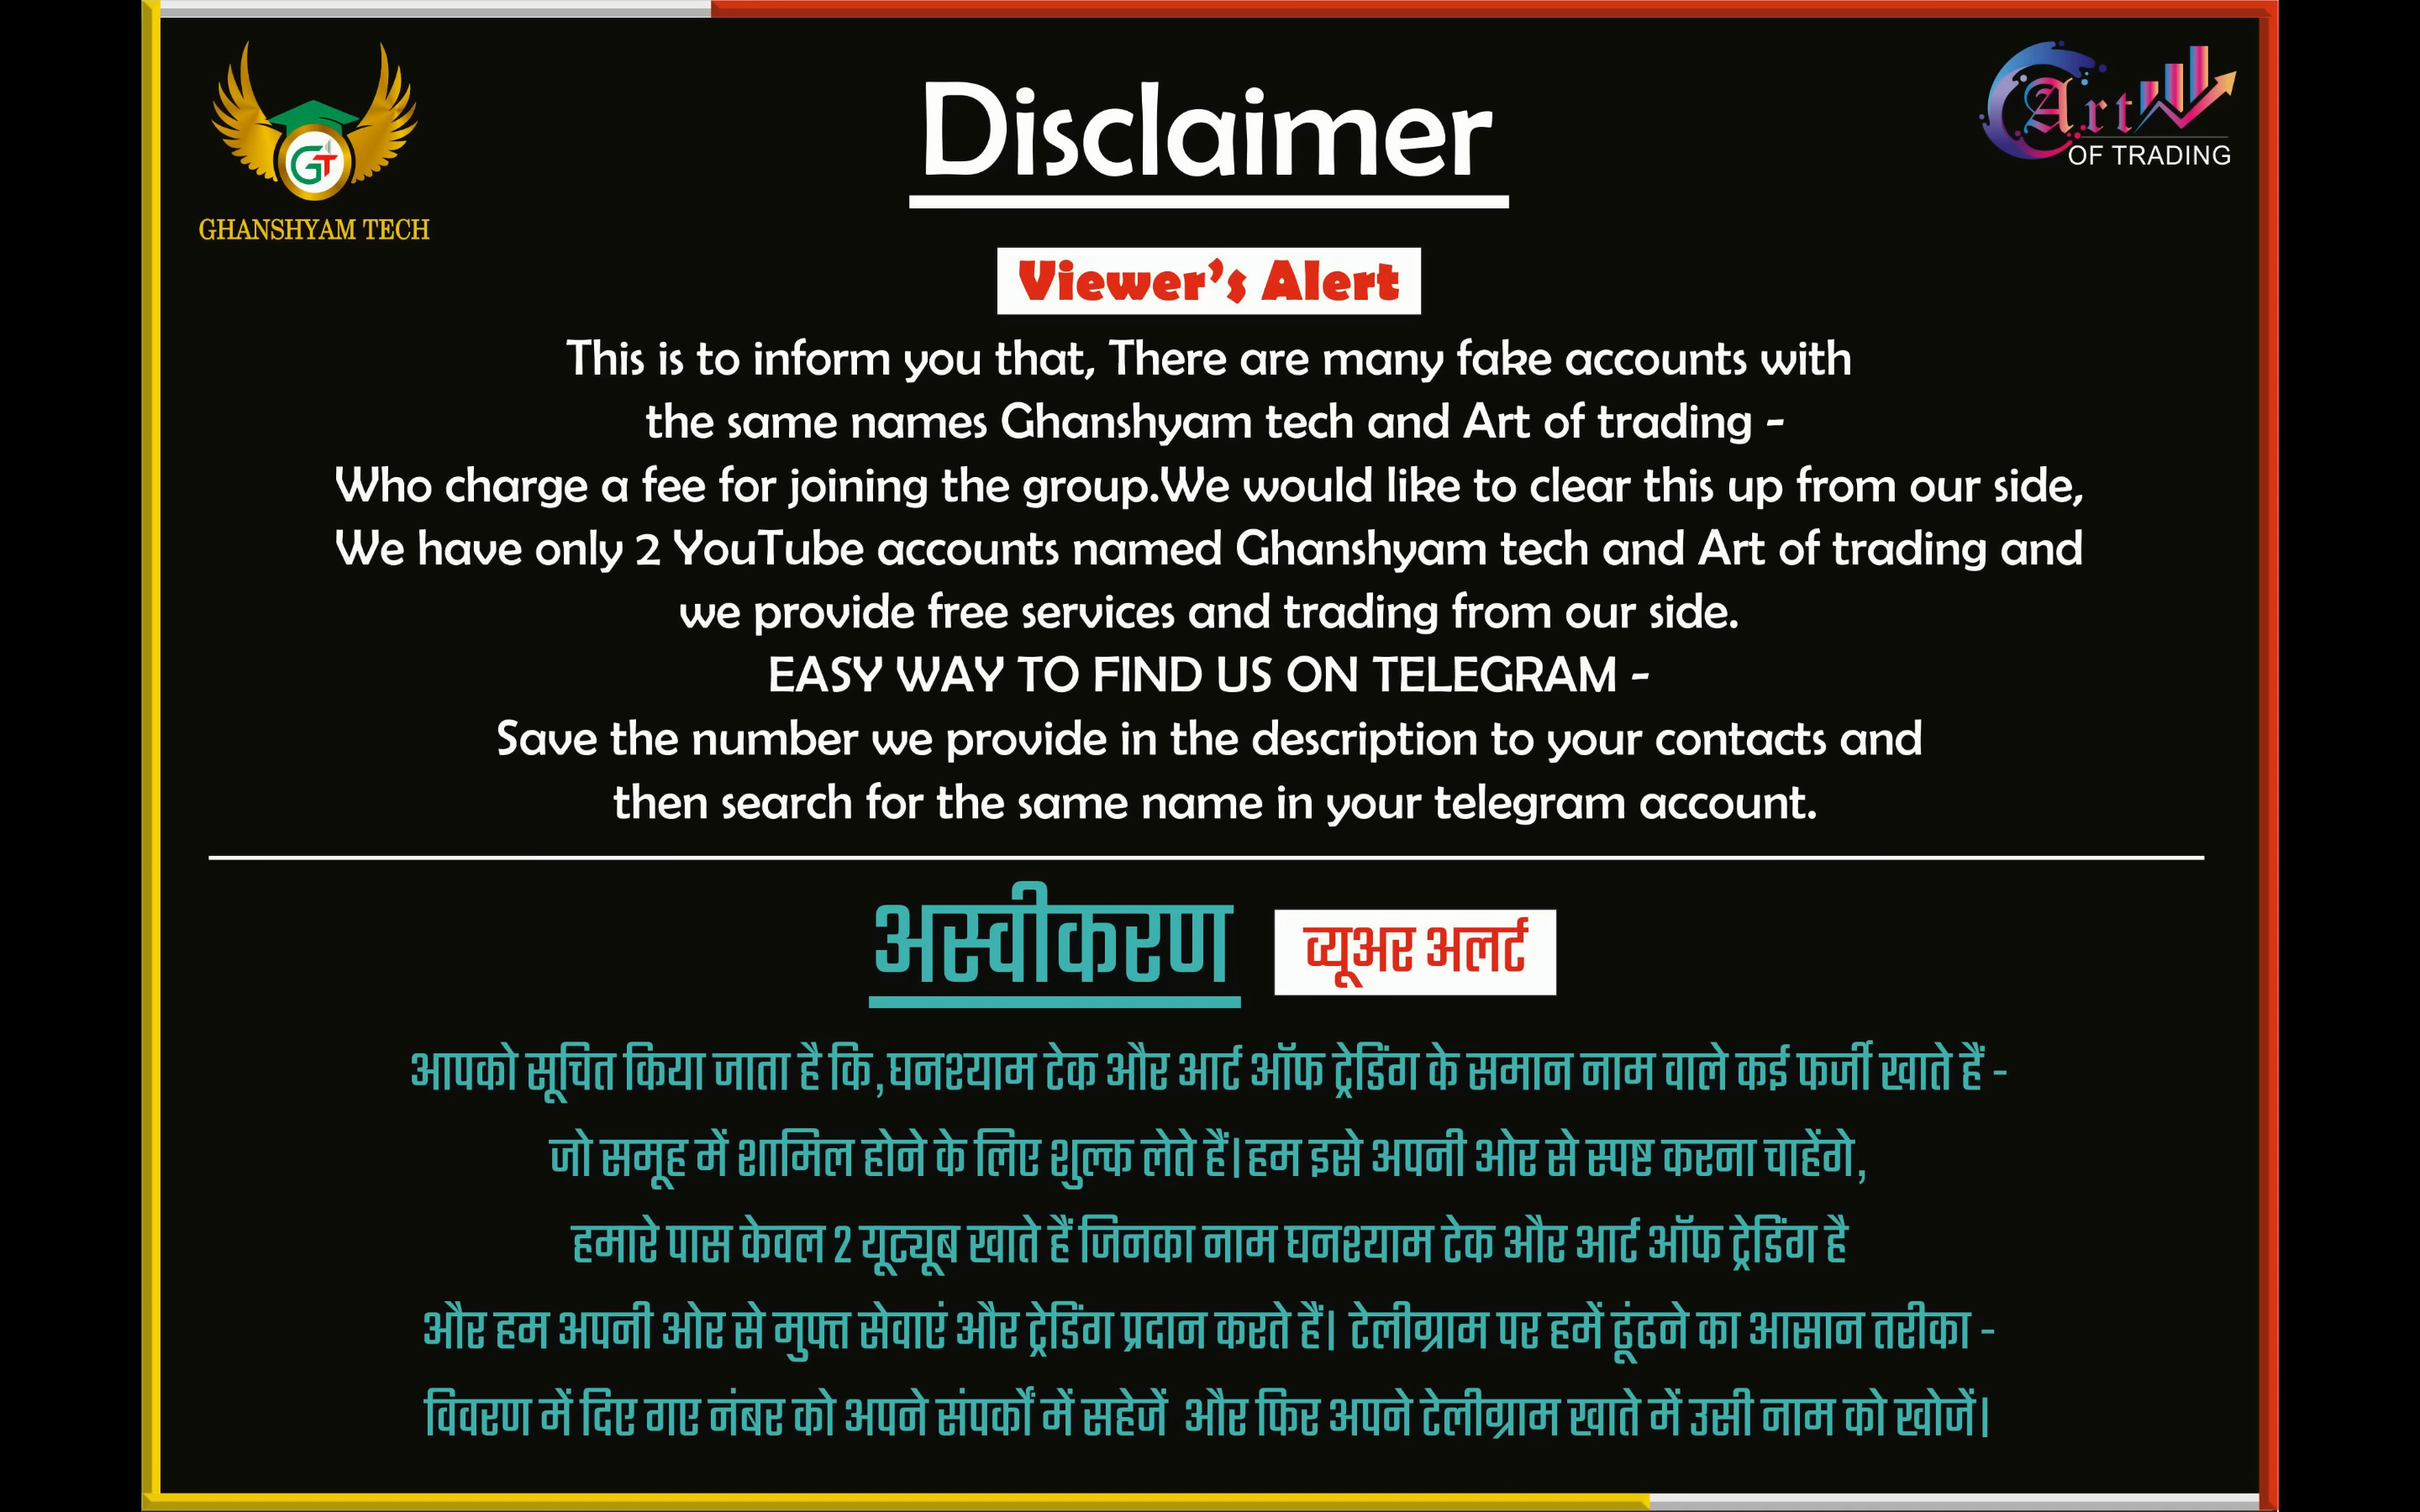 GT
GHANSHYAM TECH
Disclaimer
Art
OF TRADING
Viewer's Alert
This is to inform you that, There are many fake accounts with
the same names Ghanshyam tech and Art of trading -
Who charge a fee for joining the group.We would like to clear this up from our side,
We have only 2 YouTube accounts named Ghanshyam tech and Art of trading and
we provide free services and trading from our side.
EASY WAY TO FIND US ON TELEGRAM -
Save the number we provide in the description to your contacts and
then search for the same name in your telegram account.
अस्वीकरण व्यूअर अलर्ट
आपको सूचित किया जाता है कि,घनश्याम टेक और आर्ट ऑफ ट्रेडिंग के समान नाम वाले कई फर्जी खाते हैं -
जो समूह में शामिल होने के लिए शुल्क लेते हैं।हम इसे अपनी ओर से स्पष्ट करना चाहेंगे,
हमारे पास केवल 2 यूट्यूब खाते हैं जिनका नाम घनश्याम टेक और आर्ट ऑफ ट्रेडिंग है
और हम अपनी ओर से मुफ्त सेवाएं और ट्रेडिंग प्रदान करते हैं। टेलीग्राम पर हमें ढूंढने का आसान तरीका -
विवरण में दिए गए नंबर को अपने संपर्कों में सहेजें और फिर अपने टेलीग्राम खाते में उसी नाम को खोजें।